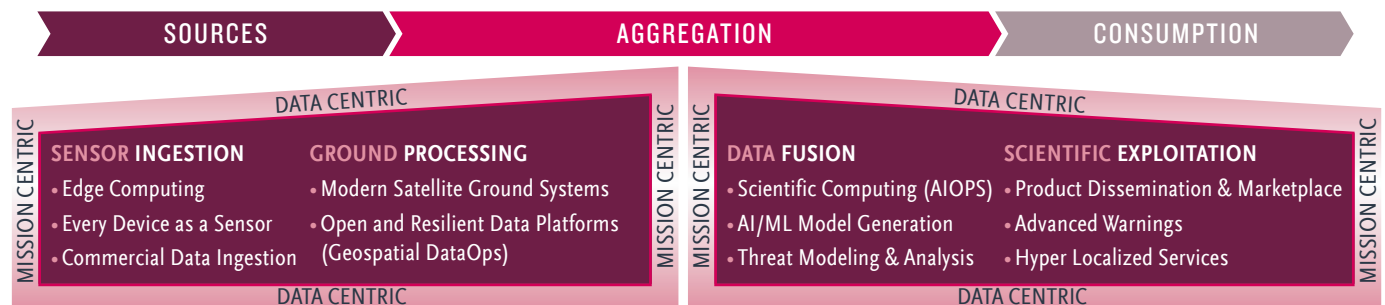 SOURCES
AGGREGATION
CONSUMPTION
DATA CENTRIC
MISSION CENTRIC
SENSOR INGESTION
• Edge Computing
• Every Device as a Sensor
• Commercial Data Ingestion
GROUND PROCESSING
• Modern Satellite Ground Systems
• Open and Resilient Data Platforms
(Geospatial DataOps)
MISSION CENTRIC
DATA CENTRIC
DATA CENTRIC
MISSION CENTRIC
DATA FUSION
• Scientific Computing (AIOPS)
• AI/ML Model Generation
• Threat Modeling & Analysis
SCIENTIFIC EXPLOITATION
• Product Dissemination & Marketplace
• Advanced Warnings
• Hyper Localized Services
MISSION CENTRIC
DATA CENTRIC